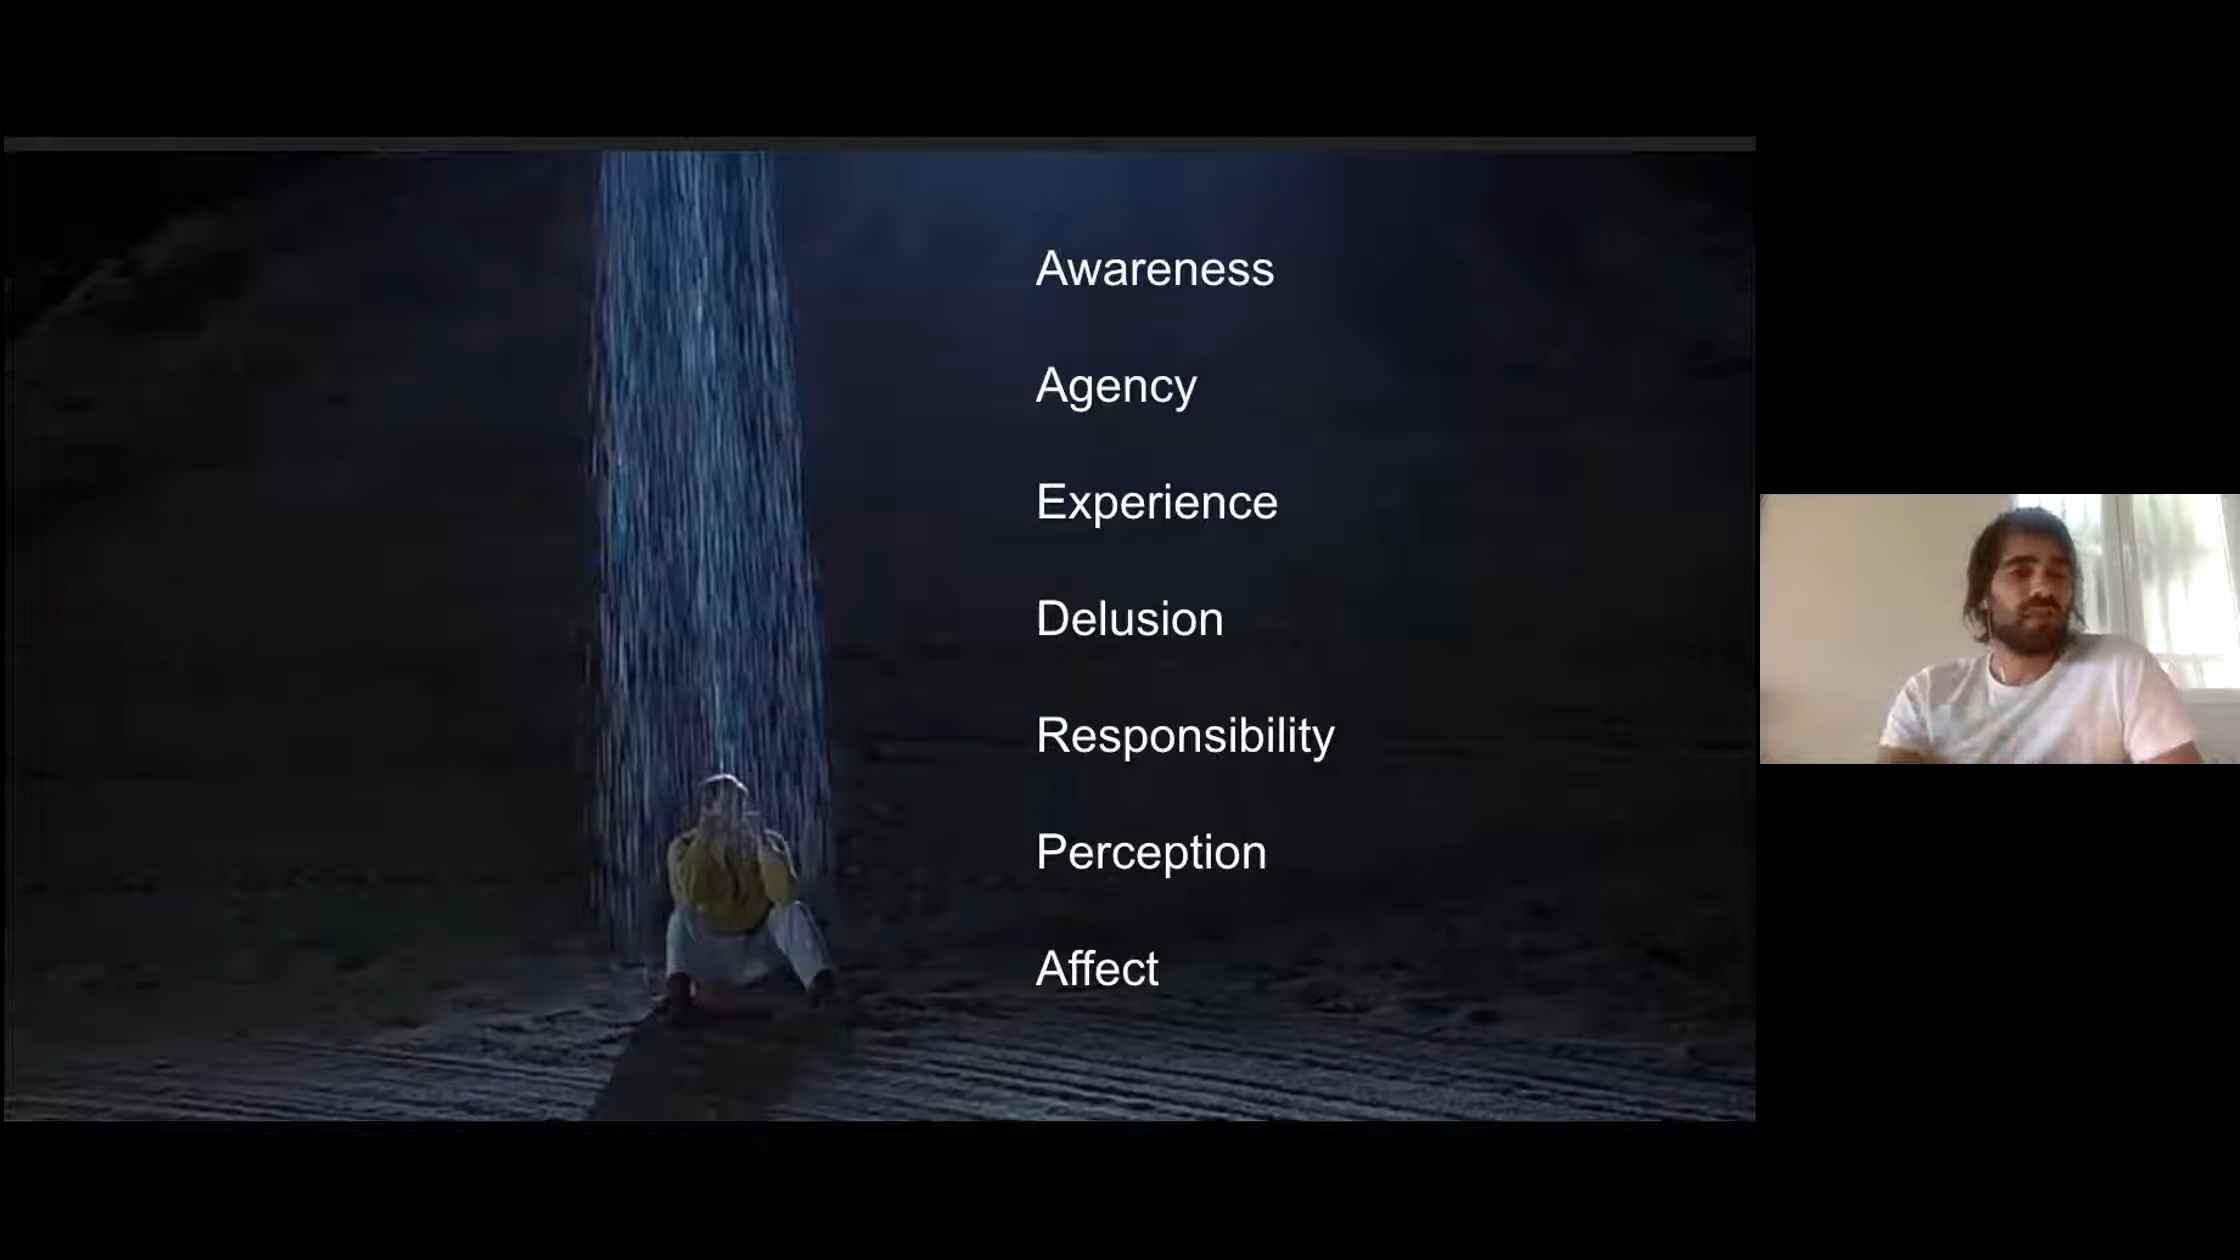 Awareness
Agency
Experience
Delusion
Responsibility
Perception
Affect